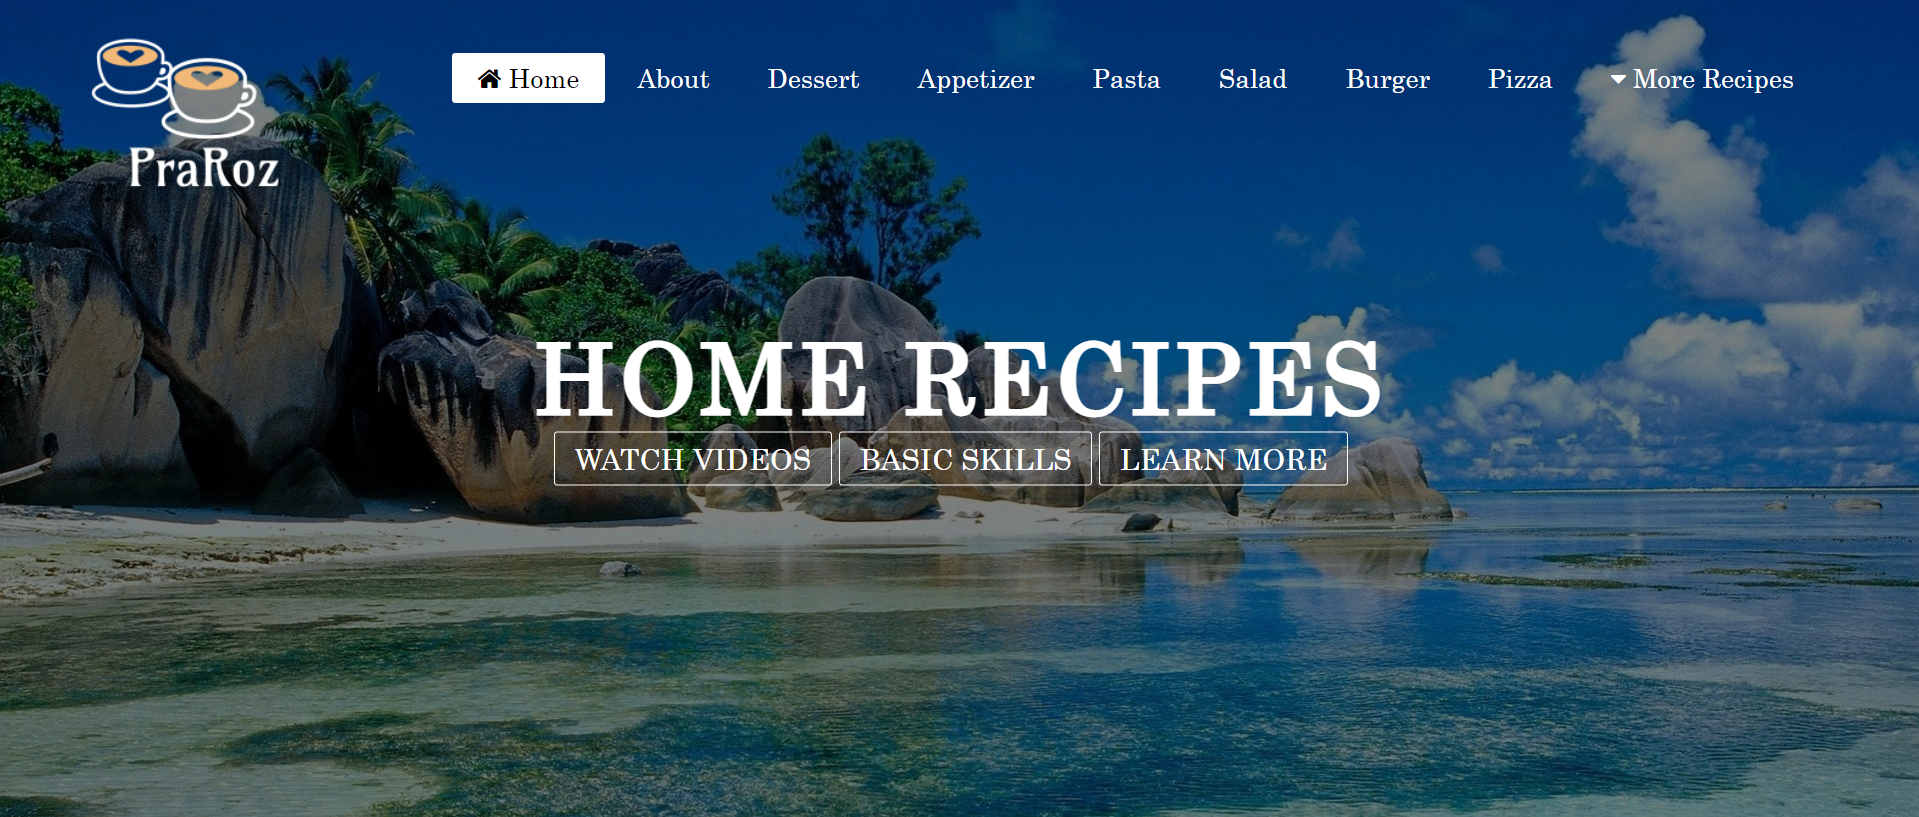 PraRoz
Home About Dessert Appetizer Pasta Salad Burger Pizza More Recipes
HOME RECIPES
WATCH VIDEOS BASIC SKILLS LEARN MORE